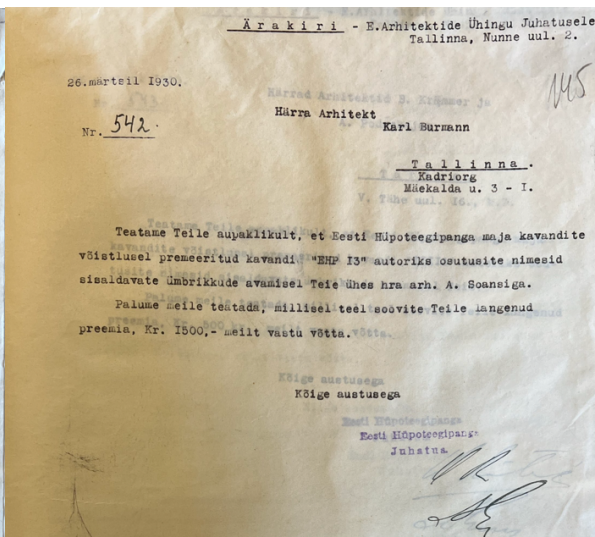 Ärakiri - E.Arhitektide Ühingu Juhatusele
Tallinna, Nunne uul. 2.
145
26.märtsil I930.
Härra Arhitekt
Karl Burmann
Nr. 542.
Tallinna.
Kadriorg
Mäekalda u. 3 - I.
Teatame Teile aupaklikult, et Eesti Hüpoteegipanga maja kavandite
võistlusel premeeritud kavandi "EHP I3" autoriks osutusite nimesid
sisaldavate ümbrikkude avamisel Teie ühes hra arh. A. Soansiga.
Palume meile teatada, millisel teel soovite Teile langenud
preemia, Kr. I500,- meilt vastu võtta.
Kõige austusega
Eesti Hüpoteegipanga
Juhatus.